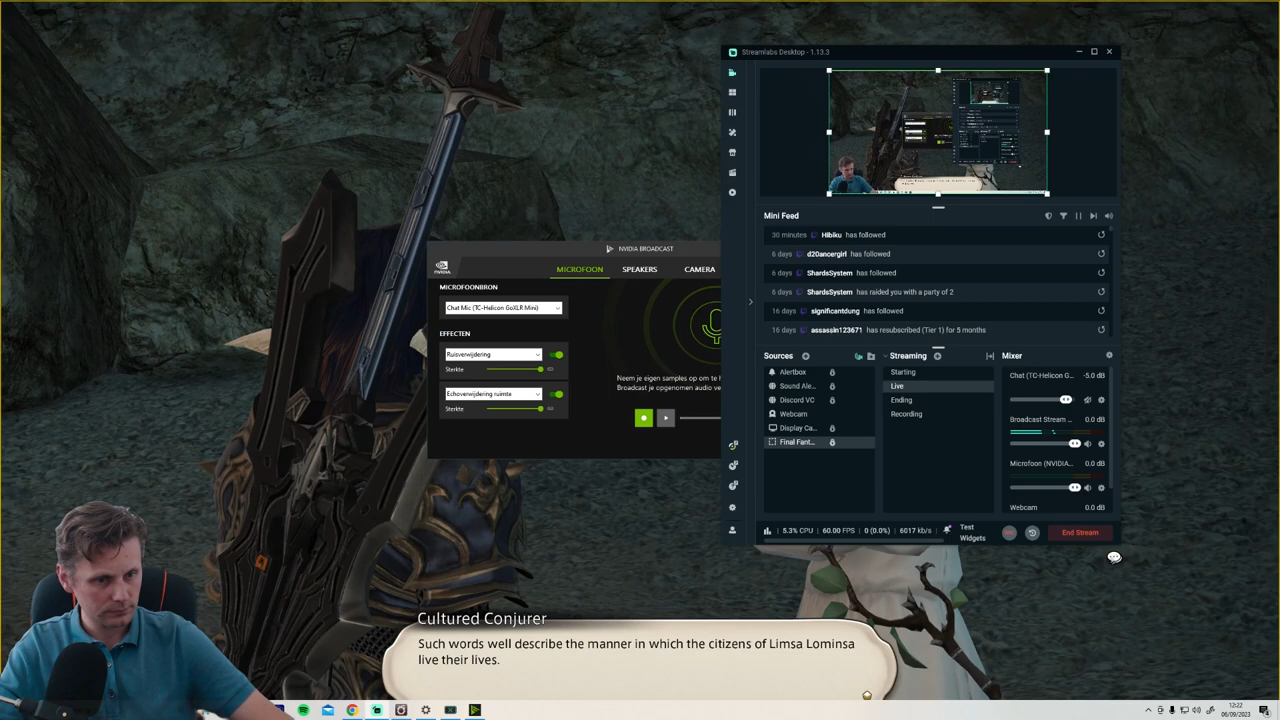 Streamlabs Desktop - 1.13.3
Mini Feed
30 minutes Hibiku has followed
6 days d20ancergirl has followed
6 days ShardsSystem has followed
6 days ShardsSystem has raided you with a party of 2
16 days significantdung has followed
16 days assassin123671 has resubscribed (Tier 1) for 5 months
Sources
Alertbox
Sound Ale...
Discord VC
Webcam
Display Ca...
Final Fant...
Streaming
Starting
Live
Ending
Recording
Mixer
Chat (TC-Helicon G... -5.0 dB
Broadcast Stream ... 0.0 dB
Microfoon (NVIDIA... 0.0 dB
Webcam 0.0 dB
5.3% CPU 60.00 FPS 0 (0.0%) 6017 kb/s
Test
Widgets
REC
End Stream
NVIDIA BROADCAST
NVIDIA
MICROFOON SPEAKERS CAMERA
MICROFOONBRON
Chat Mic (TC-Helicon GoXLR Mini)
EFFECTEN
Ruisverwijdering
Sterkte
Echoverwijdering ruimte
Sterkte
Neem je eigen samples op om te h
Broadcast je opgenomen audio ve
Cultured Conjurer
Such words well describe the manner in which the citizens of Limsa Lominsa
live their lives.
12:22
06/09/2023